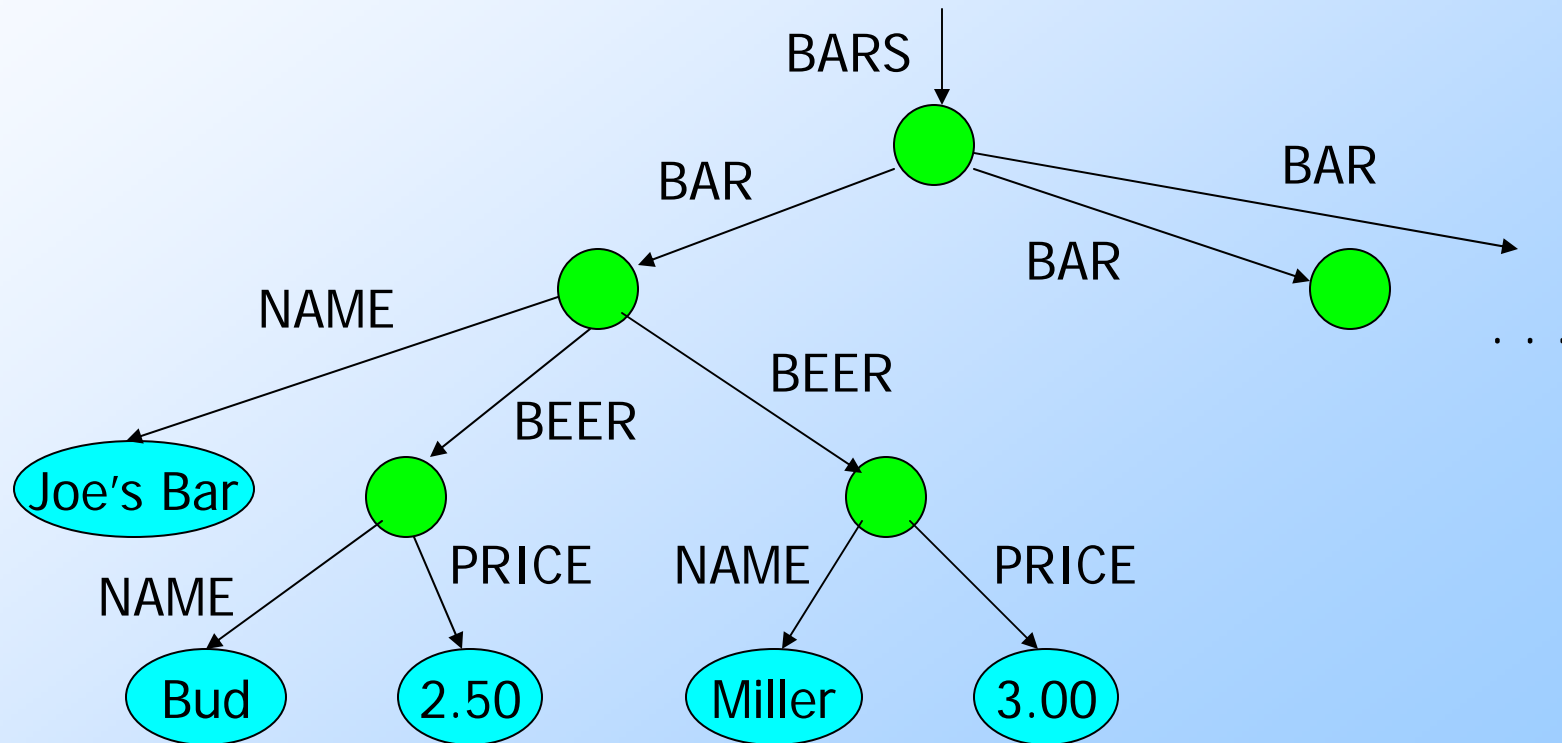 BARS
BAR
BAR
BAR
NAME
. . .
BEER
BEER
Joe's Bar
PRICE
NAME
PRICE
NAME
Bud
2.50
Miller
3.00